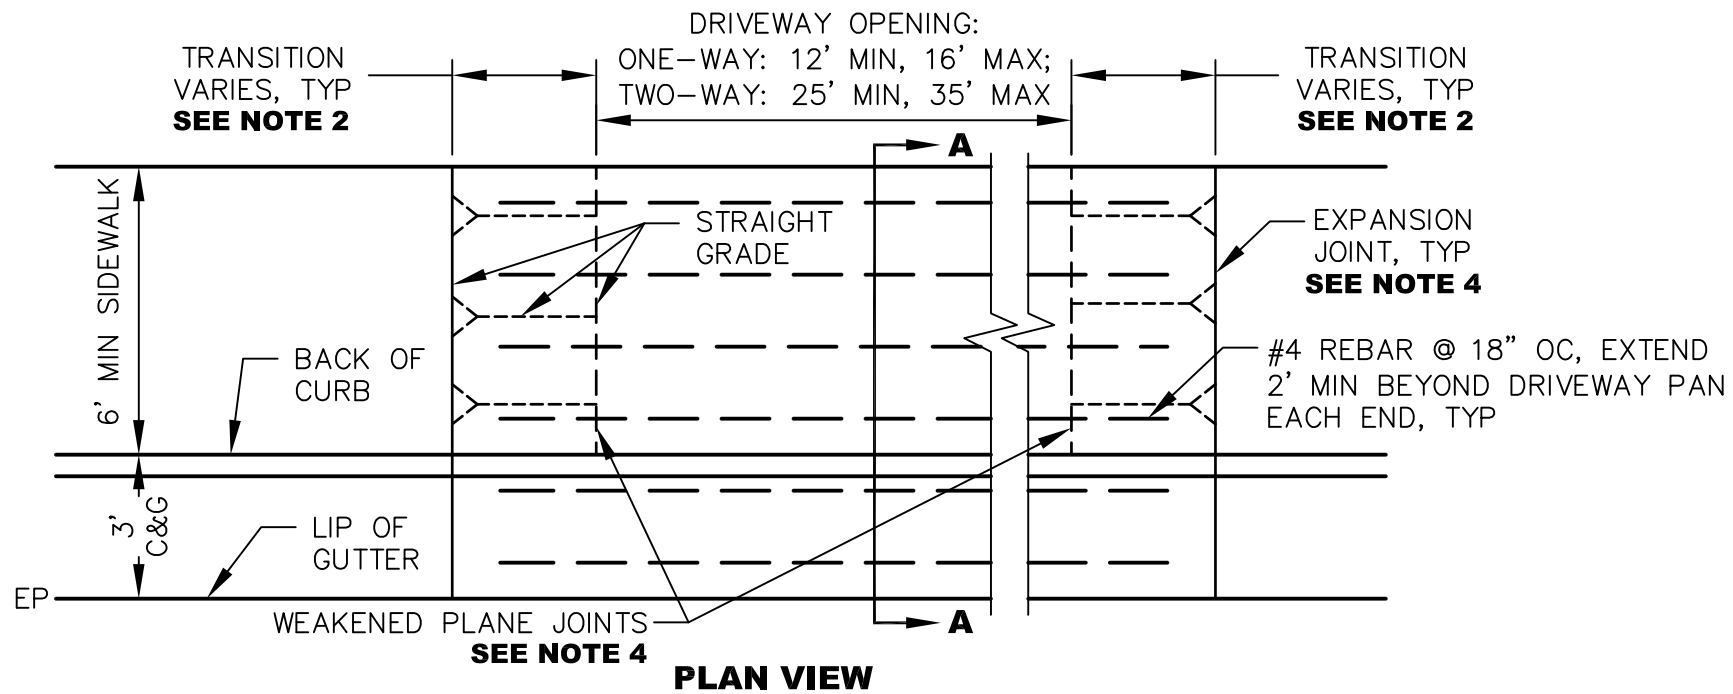 DRIVEWAY OPENING:
ONE-WAY: 12' MIN, 16' MAX;
TWO-WAY: 25' MIN, 35' MAX
TRANSITION
VARIES, TYP
SEE NOTE 2
TRANSITION
VARIES, TYP
SEE NOTE 2
A
6' MIN SIDEWALK
STRAIGHT
GRADE
EXPANSION
JOINT, TYP
SEE NOTE 4
BACK OF
CURB
#4 REBAR @ 18" OC, EXTEND
2' MIN BEYOND DRIVEWAY PAN
EACH END, TYP
3'
C&G
LIP OF
GUTTER
EP
WEAKENED PLANE JOINTS
SEE NOTE 4
A
PLAN VIEW